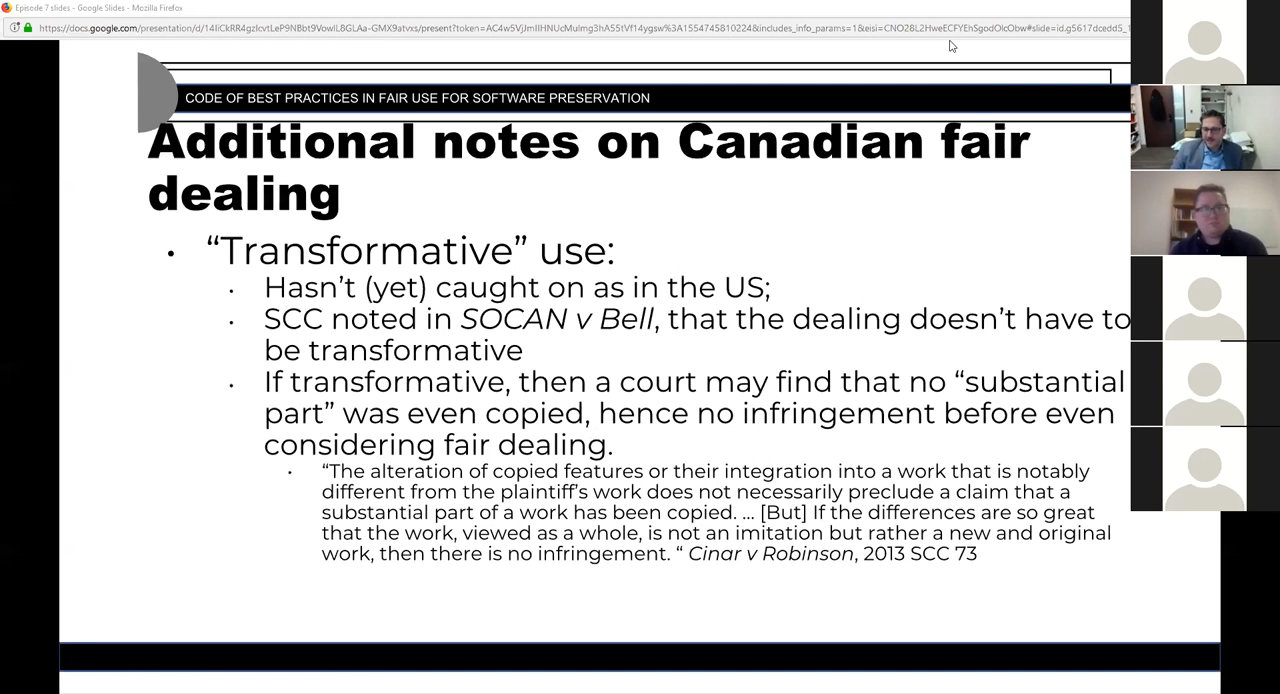 Episode 7 slides - Google Slides - Mozilla Firefox
CODE OF BEST PRACTICES IN FAIR USE FOR SOFTWARE PRESERVATION
Additional notes on Canadian fair
dealing
• “Transformative” use:
• Hasn’t (yet) caught on as in the US;
• SCC noted in SOCAN v Bell, that the dealing doesn’t have to
be transformative
• If transformative, then a court may find that no “substantial
part” was even copied, hence no infringement before even
considering fair dealing.
• “The alteration of copied features or their integration into a work that is notably
different from the plaintiff’s work does not necessarily preclude a claim that a
substantial part of a work has been copied. ... [But] If the differences are so great
that the work, viewed as a whole, is not an imitation but rather a new and original
work, then there is no infringement. “ Cinar v Robinson, 2013 SCC 73